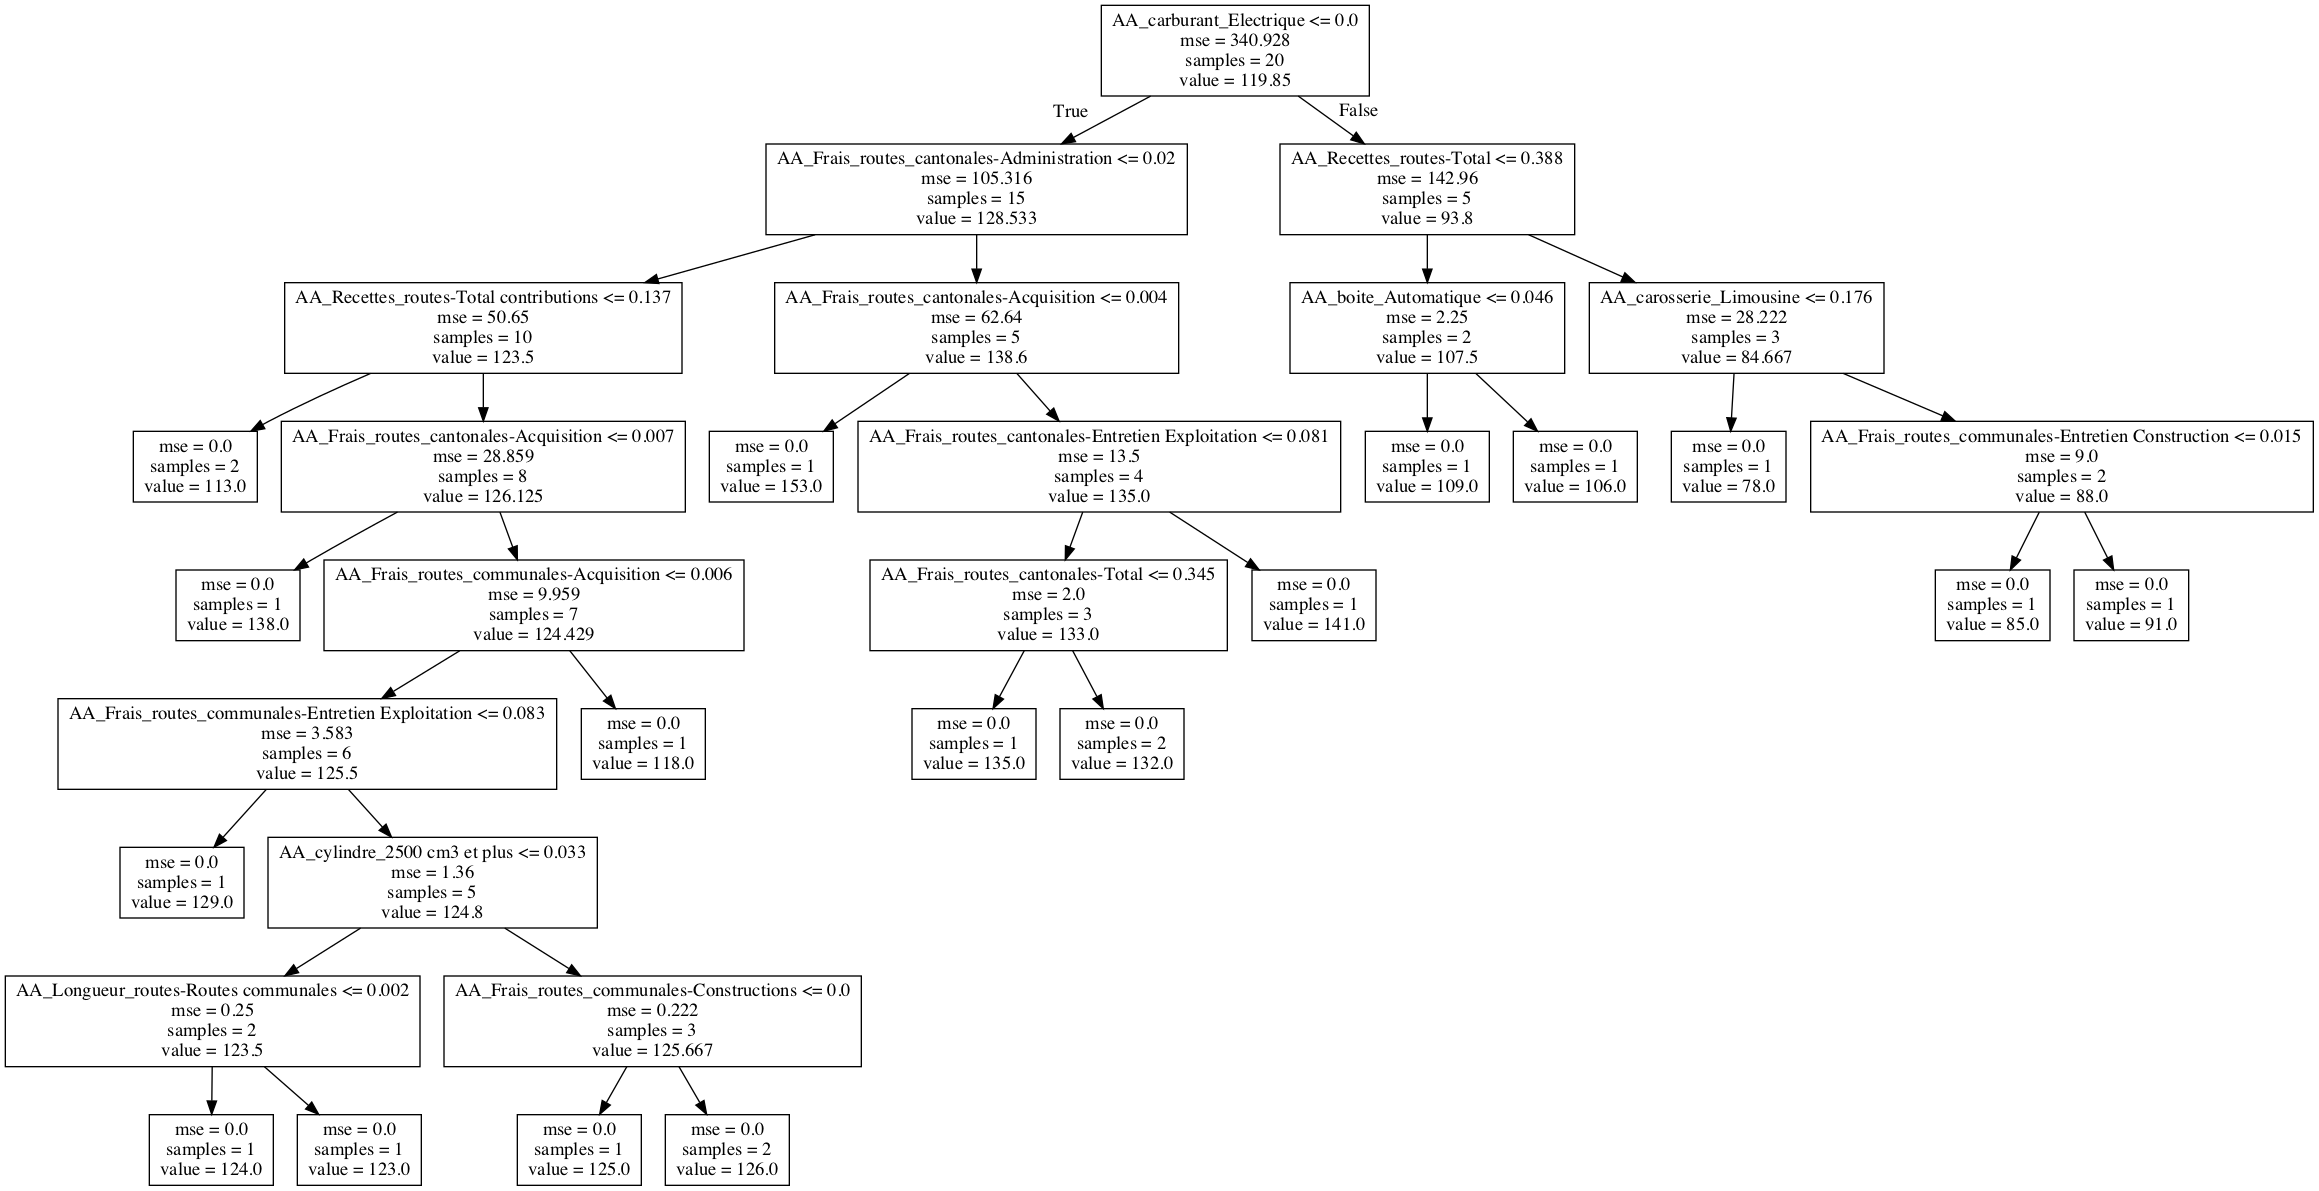 AA_carburant_Electrique <= 0.0
mse = 340.928
samples = 20
value = 119.85
True
False
AA_Frais_routes_cantonales-Administration <= 0.02
mse = 105.316
samples = 15
value = 128.533
AA_Recettes_routes-Total <= 0.388
mse = 142.96
samples = 5
value = 93.8
AA_Recettes_routes-Total contributions <= 0.137
mse = 50.65
samples = 10
value = 123.5
AA_Frais_routes_cantonales-Acquisition <= 0.004
mse = 62.64
samples = 5
value = 138.6
AA_boite_Automatique <= 0.046
mse = 2.25
samples = 2
value = 107.5
AA_carosserie_Limousine <= 0.176
mse = 28.222
samples = 3
value = 84.667
mse = 0.0
samples = 2
value = 113.0
AA_Frais_routes_cantonales-Acquisition <= 0.007
mse = 28.859
samples = 8
value = 126.125
mse = 0.0
samples = 1
value = 153.0
AA_Frais_routes_cantonales-Entretien Exploitation <= 0.081
mse = 13.5
samples = 4
value = 135.0
mse = 0.0
samples = 1
value = 109.0
mse = 0.0
samples = 1
value = 106.0
mse = 0.0
samples = 1
value = 78.0
AA_Frais_routes_communales-Entretien Construction <= 0.015
mse = 9.0
samples = 2
value = 88.0
mse = 0.0
samples = 1
value = 138.0
AA_Frais_routes_communales-Acquisition <= 0.006
mse = 9.959
samples = 7
value = 124.429
AA_Frais_routes_cantonales-Total <= 0.345
mse = 2.0
samples = 3
value = 133.0
mse = 0.0
samples = 1
value = 141.0
mse = 0.0
samples = 1
value = 85.0
mse = 0.0
samples = 1
value = 91.0
AA_Frais_routes_communales-Entretien Exploitation <= 0.083
mse = 3.583
samples = 6
value = 125.5
mse = 0.0
samples = 1
value = 118.0
mse = 0.0
samples = 1
value = 135.0
mse = 0.0
samples = 2
value = 132.0
mse = 0.0
samples = 1
value = 129.0
AA_cylindre_2500 cm3 et plus <= 0.033
mse = 1.36
samples = 5
value = 124.8
AA_Longueur_routes-Routes communales <= 0.002
mse = 0.25
samples = 2
value = 123.5
AA_Frais_routes_communales-Constructions <= 0.0
mse = 0.222
samples = 3
value = 125.667
mse = 0.0
samples = 1
value = 124.0
mse = 0.0
samples = 1
value = 123.0
mse = 0.0
samples = 1
value = 125.0
mse = 0.0
samples = 2
value = 126.0